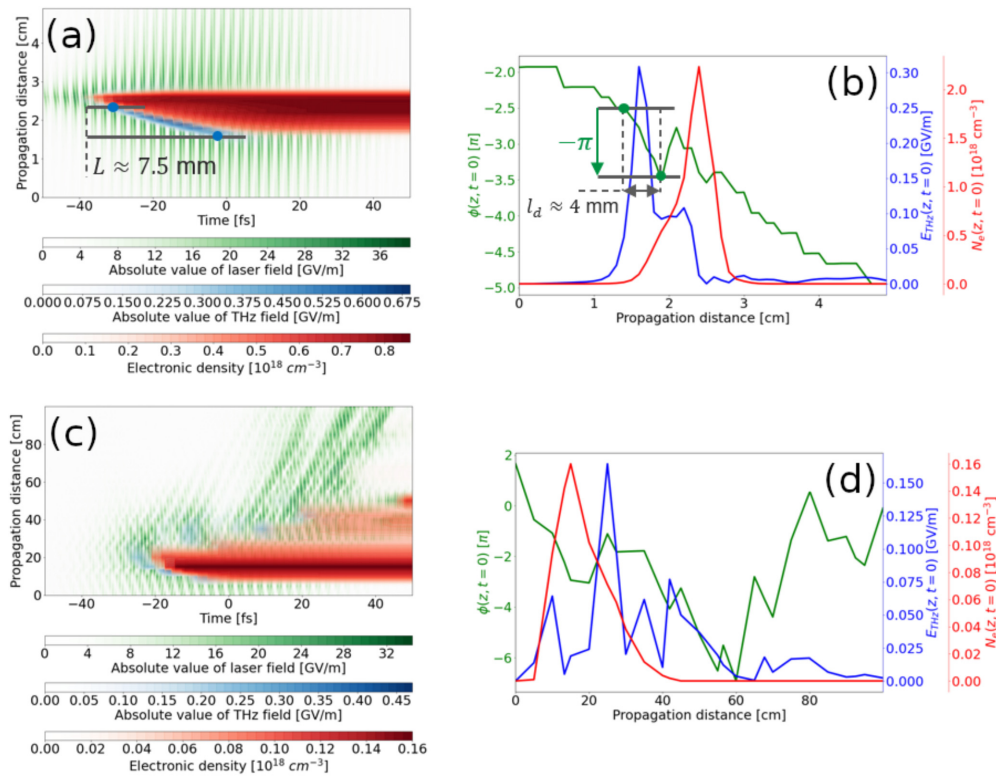 (a)
Propagation distance [cm]
4
3
2
1
0
L ≈ 7.5 mm
−40 −20 0 20 40
Time [fs]
0 4 8 12 16 20 24 28 32 36
Absolute value of laser field [GV/m]
0.000 0.075 0.150 0.225 0.300 0.375 0.450 0.525 0.600 0.675
Absolute value of THz field [GV/m]
0.0 0.1 0.2 0.3 0.4 0.5 0.6 0.7 0.8
Electronic density [10^18 cm^−3]
(b)
ϕ(z, t=0) [π]
−2.0
−2.5
−3.0
−3.5
−4.0
−4.5
−5.0
−π
l_d ≈ 4 mm
0 1 2 3 4
Propagation distance [cm]
0.30
0.25
0.20
0.15
0.10
0.05
0.00
E_THz(z, t=0) [GV/m]
2.0
1.5
1.0
0.5
0.0
N_e(z, t=0) [10^18 cm^−3]
(c)
Propagation distance [cm]
80
60
40
20
0
−40 −20 0 20 40
Time [fs]
0 4 8 12 16 20 24 28 32
Absolute value of laser field [GV/m]
0.00 0.05 0.10 0.15 0.20 0.25 0.30 0.35 0.40 0.45
Absolute value of THz field [GV/m]
0.00 0.02 0.04 0.06 0.08 0.10 0.12 0.14 0.16
Electronic density [10^18 cm^−3]
(d)
ϕ(z, t=0) [π]
2
0
−2
−4
−6
0 20 40 60 80
Propagation distance [cm]
0.150
0.125
0.100
0.075
0.050
0.025
0.000
E_THz(z, t=0) [GV/m]
0.16
0.14
0.12
0.10
0.08
0.06
0.04
0.02
0.00
N_e(z, t=0) [10^18 cm^−3]